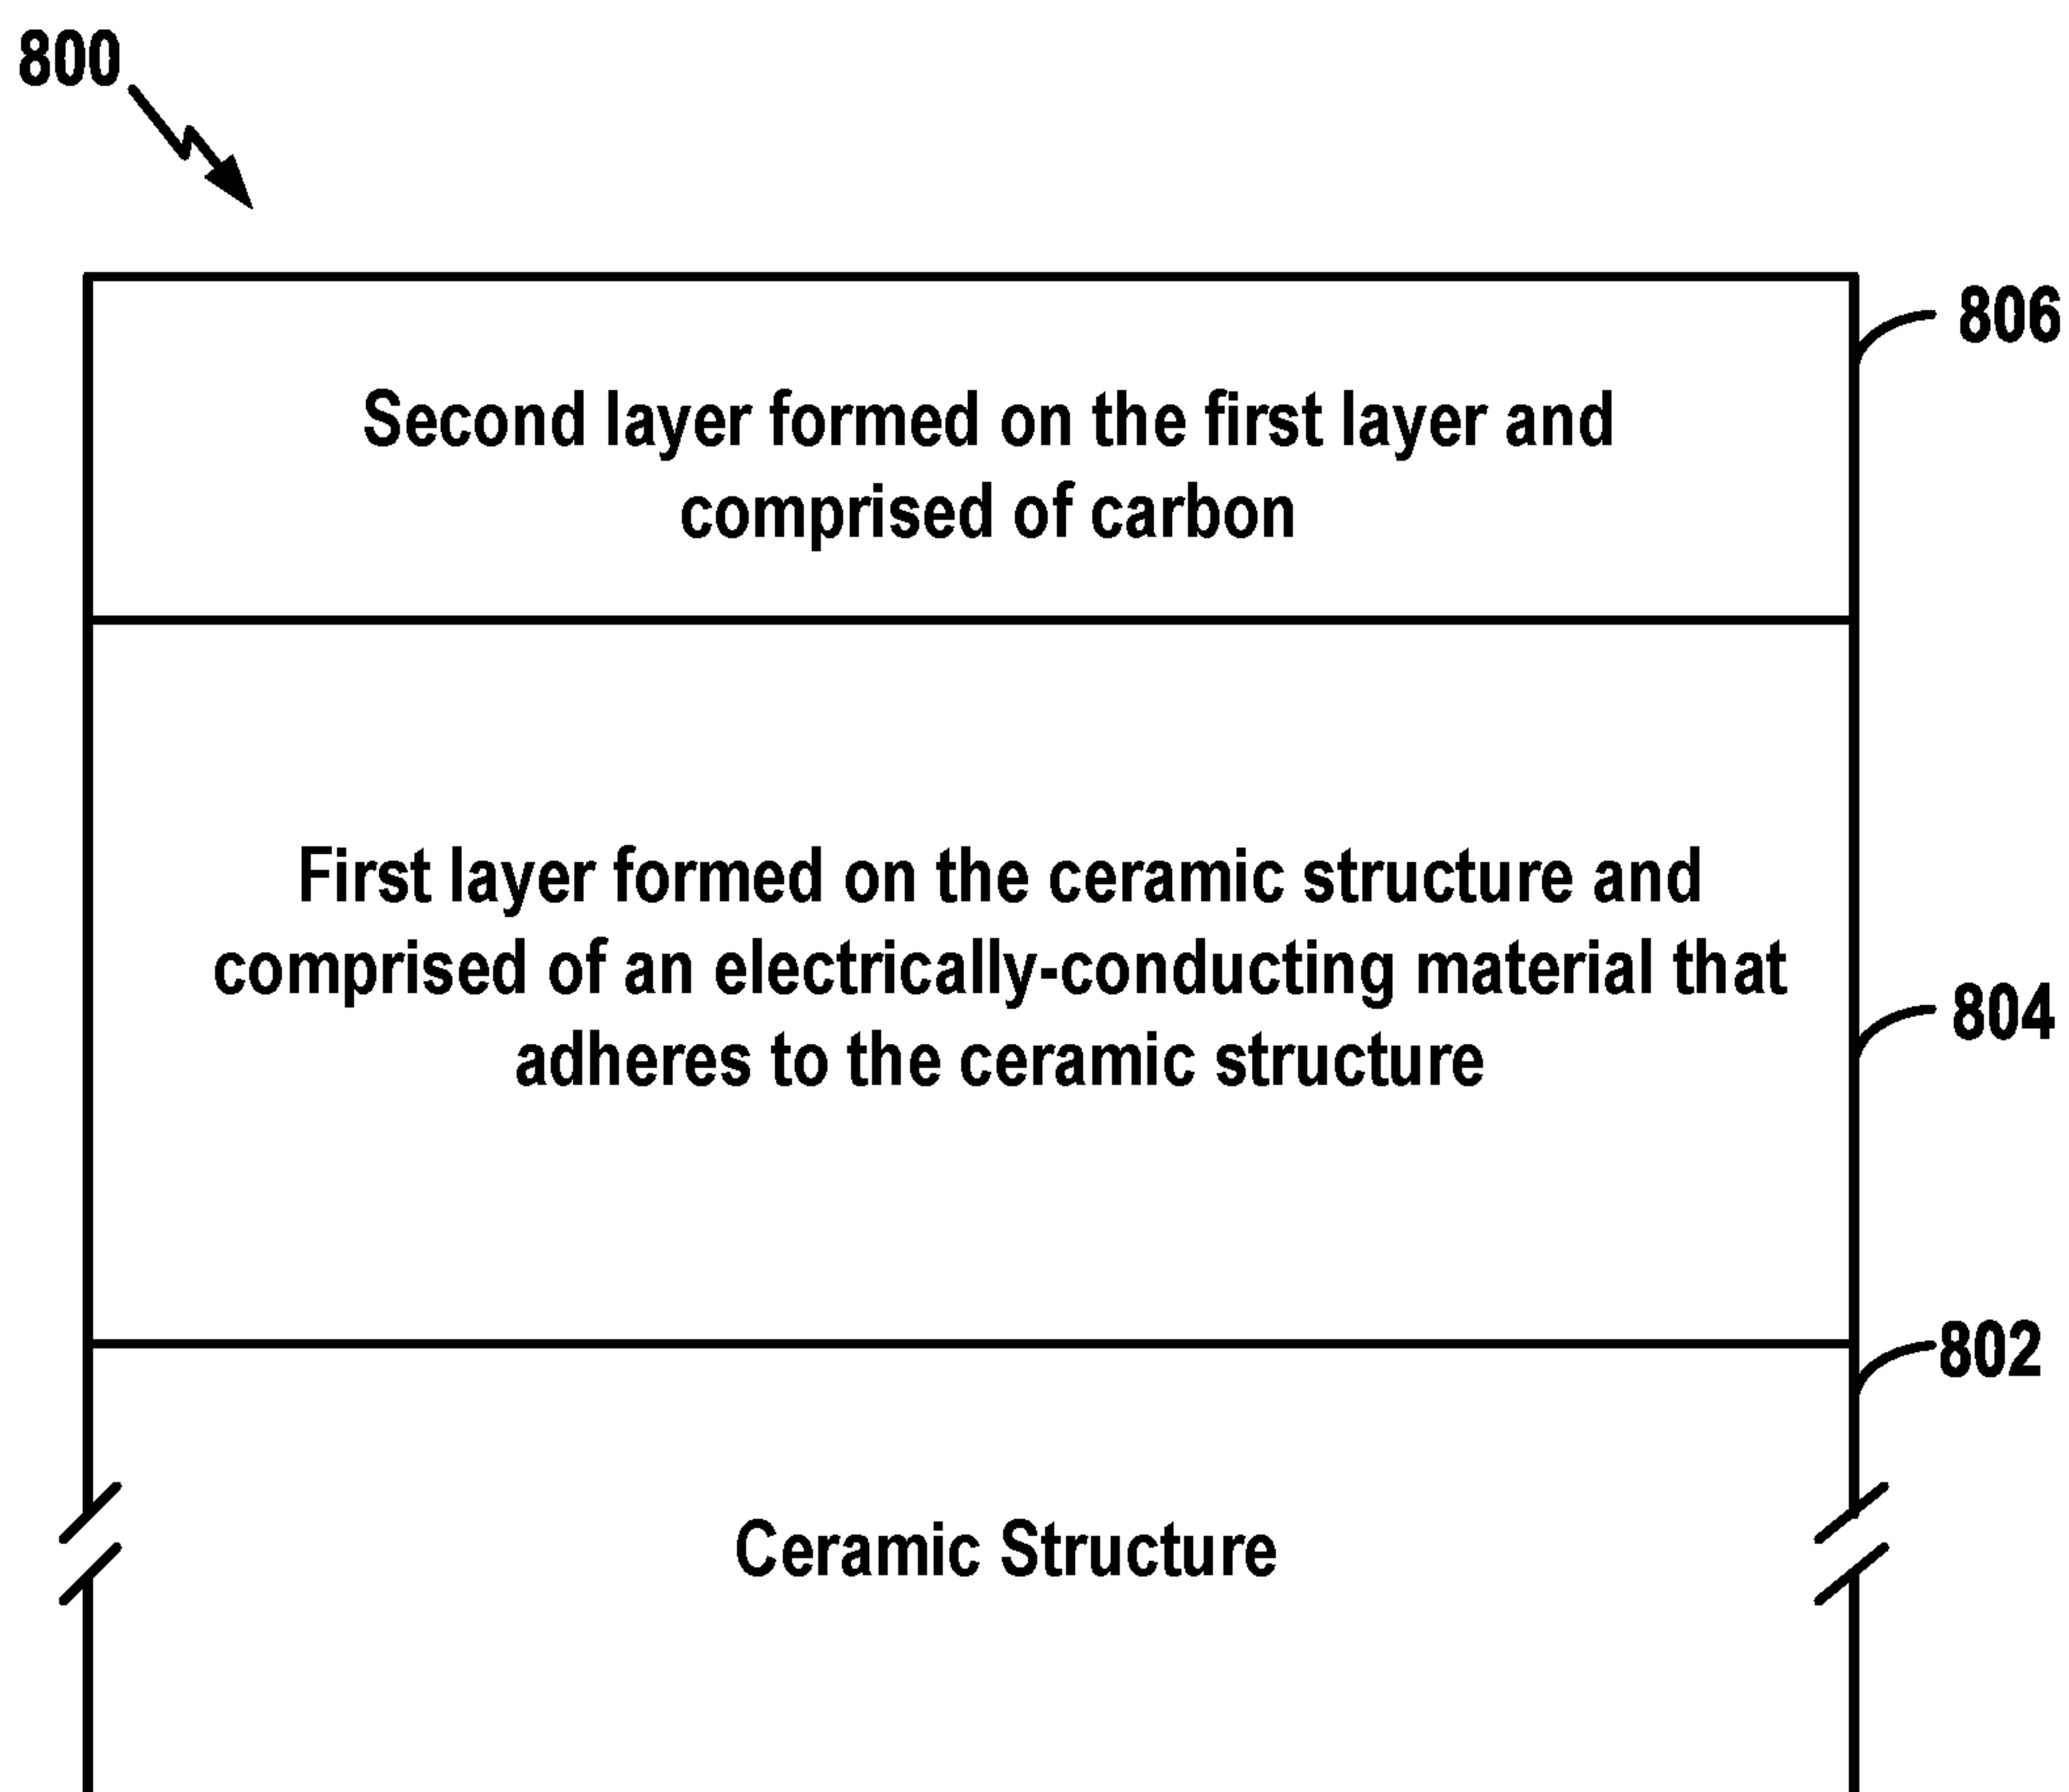 800
806
Second layer formed on the first layer and
comprised of carbon
First layer formed on the ceramic structure and
comprised of an electrically-conducting material that
adheres to the ceramic structure
804
802
Ceramic Structure